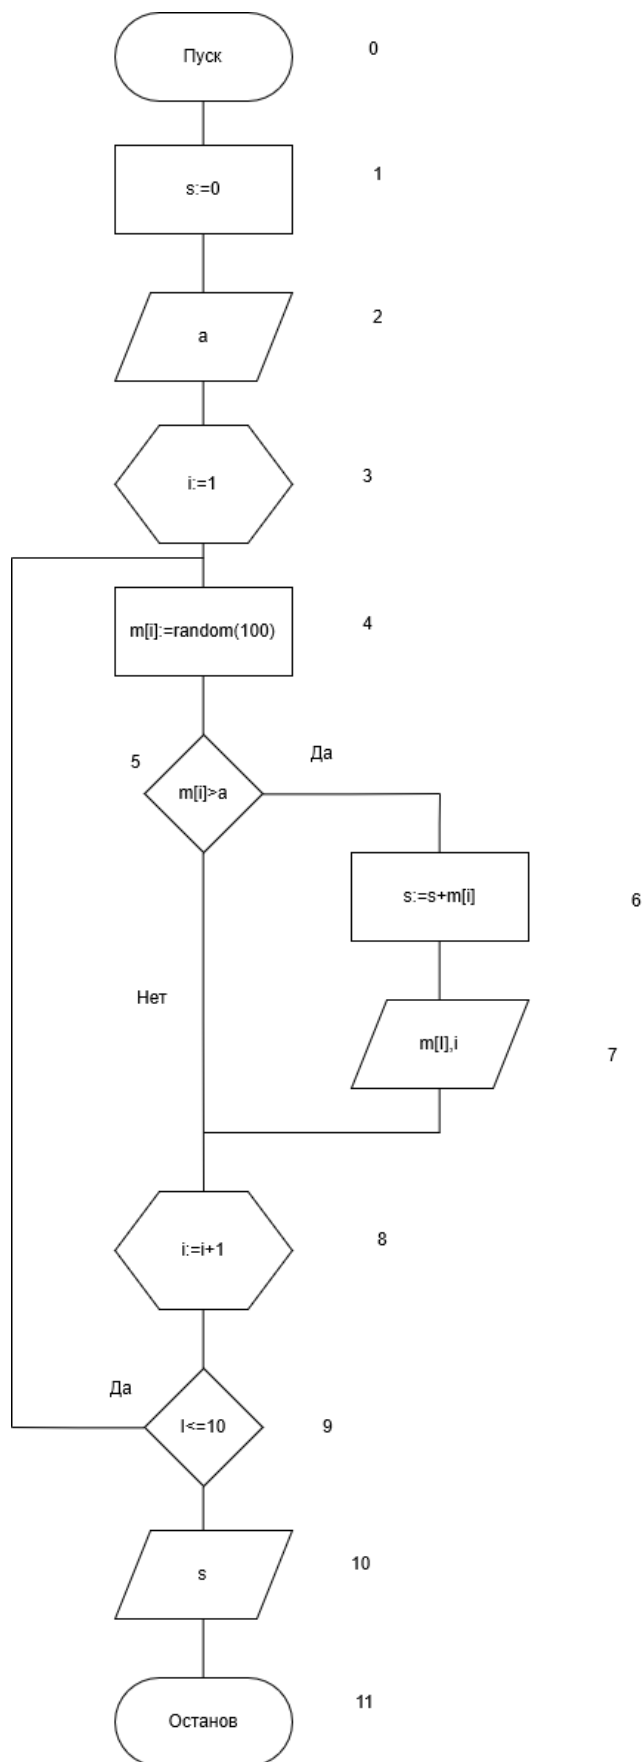 Пуск
0
s:=0
1
a
2
i:=1
3
m[i]:=random(100)
4
5
m[i]>a
Да
s:=s+m[i]
6
Нет
m[I],i
7
i:=i+1
8
Да
I<=10
9
s
10
Останов
11